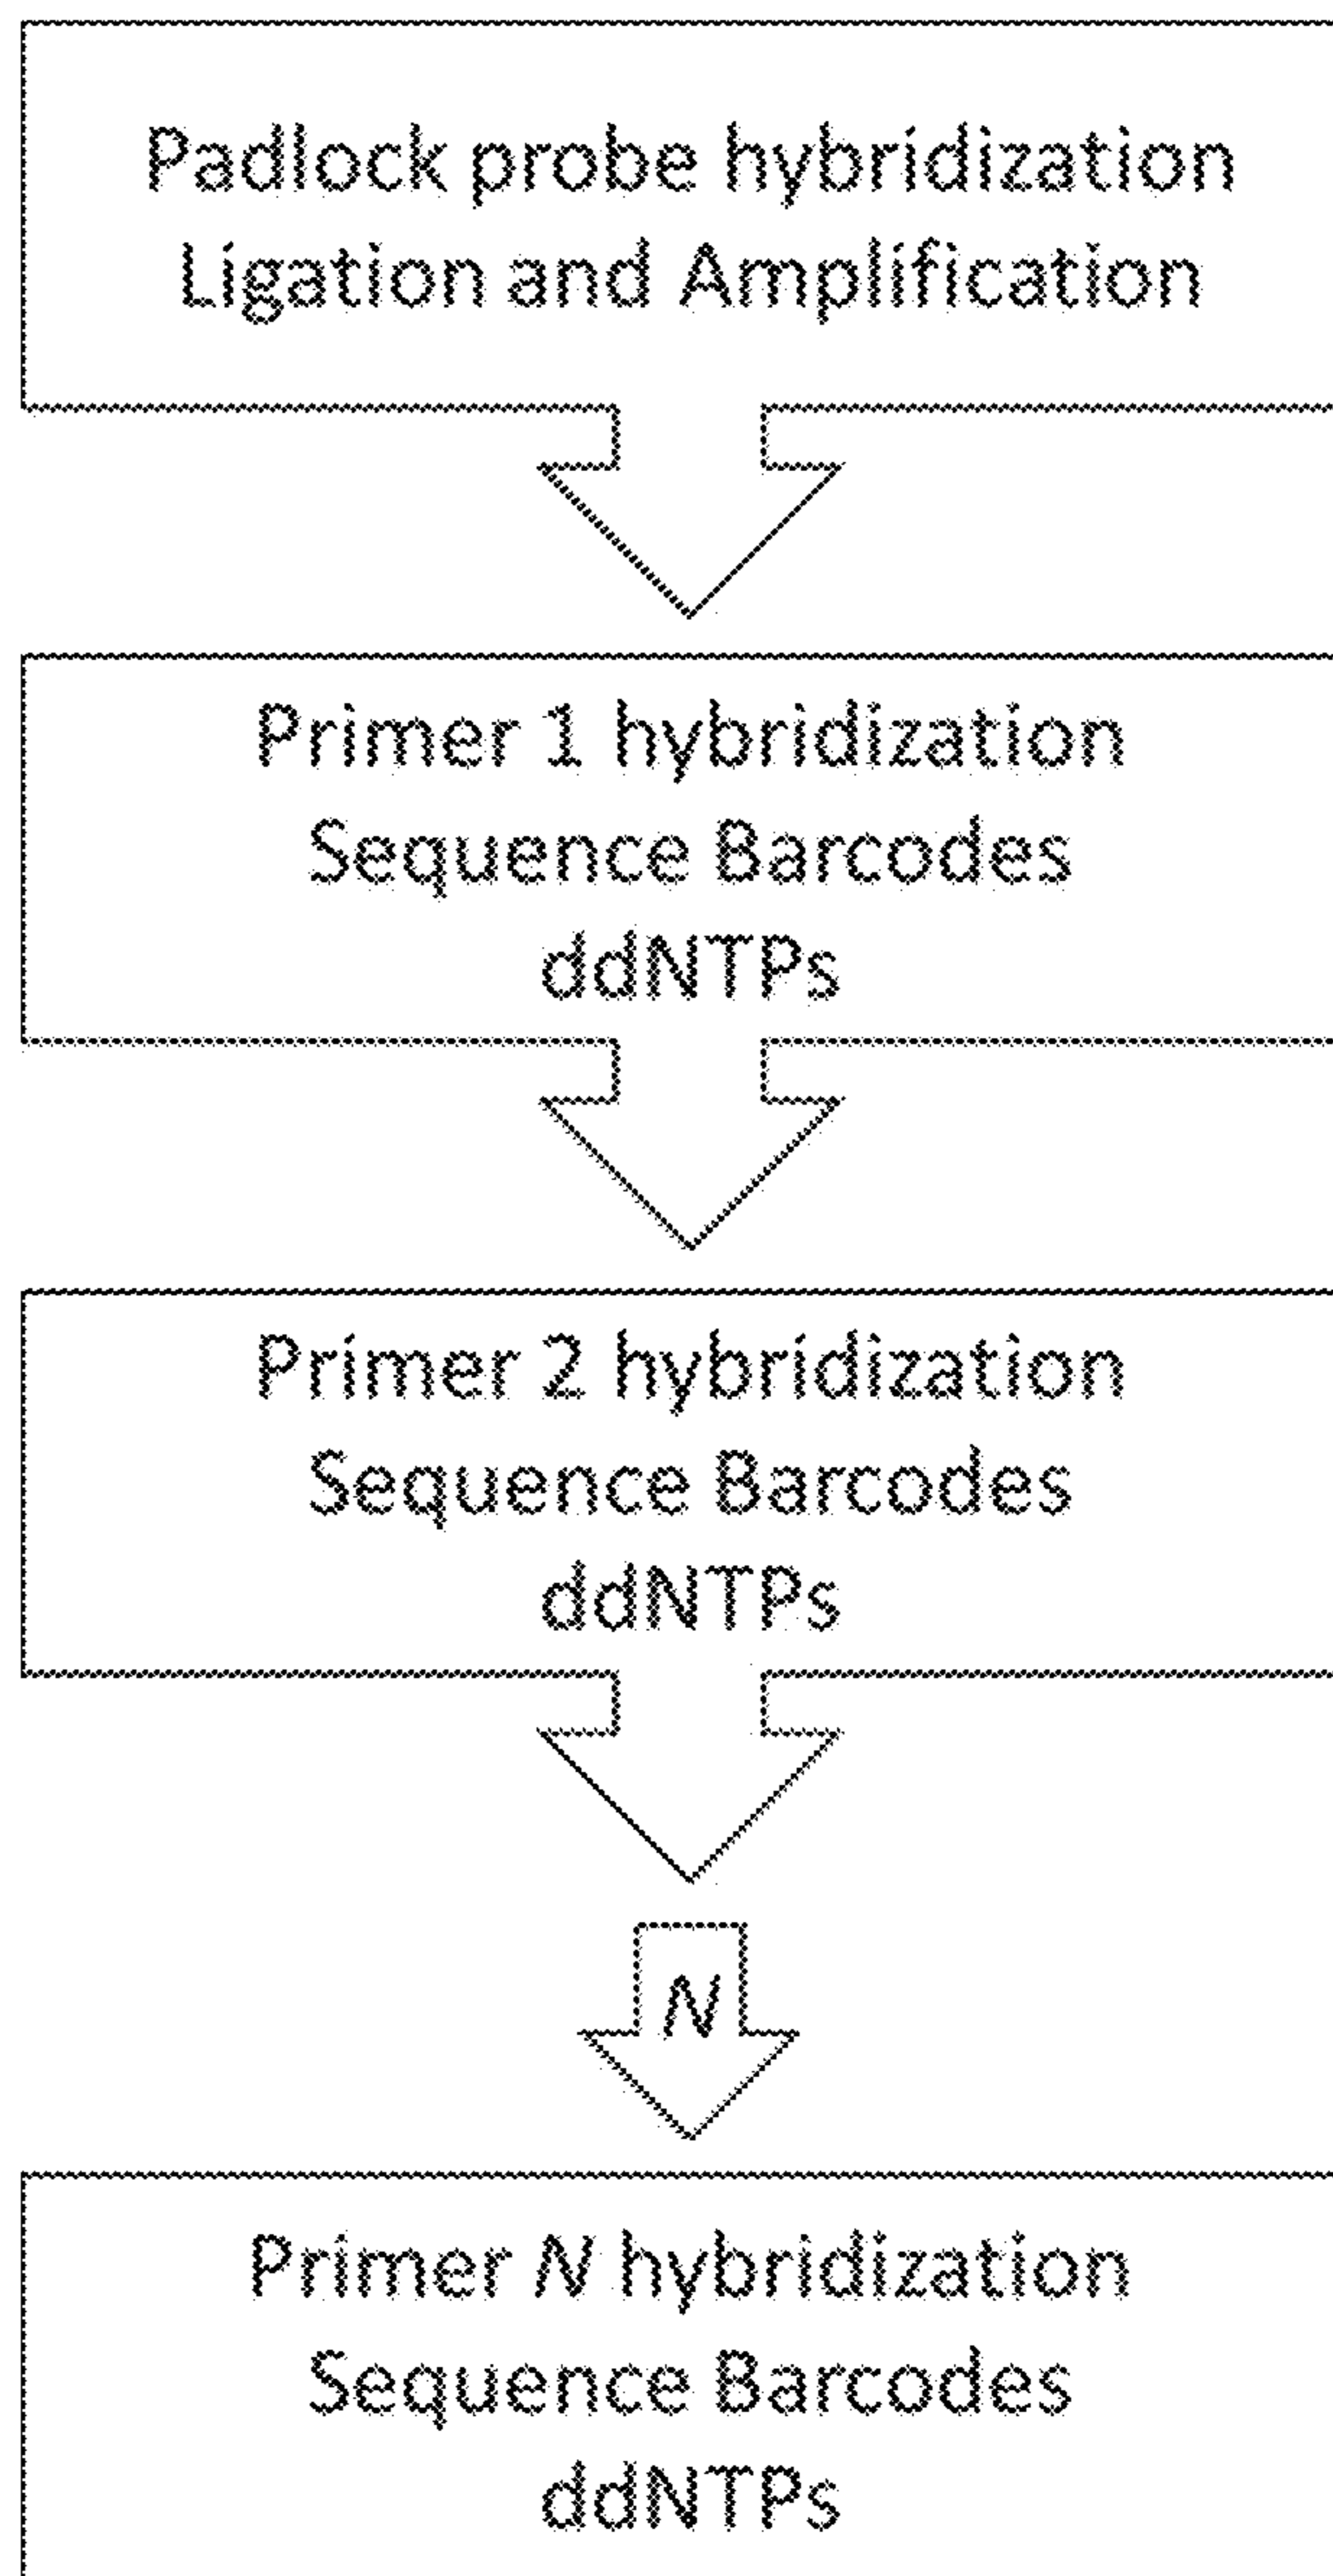 Padlock probe hybridization
Ligation and Amplification
Primer 1 hybridization
Sequence Barcodes
ddNTPs
Primer 2 hybridization
Sequence Barcodes
ddNTPs
N
Primer N hybridization
Sequence Barcodes
ddNTPs